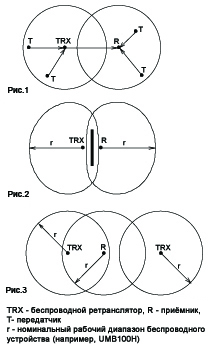 T TRX R T
T T
Рис.1
r TRX R r
Рис.2
r r r
TRX R TRX
Рис.3
TRX - беспроводной ретранслятор, R - приёмник,
T- передатчик
r - номинальный рабочий диапазон беспроводного
устройства (например, UMB100H)